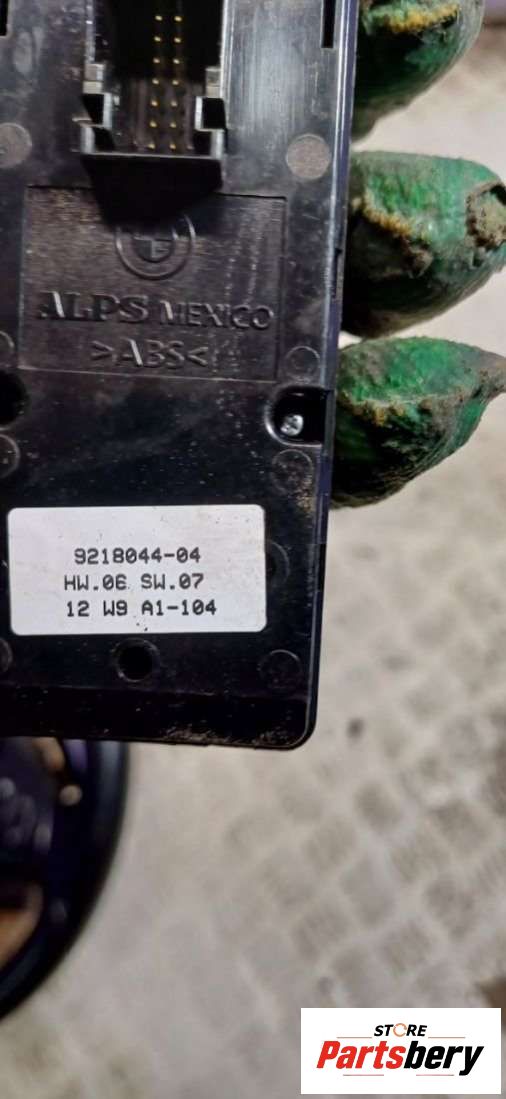 ALPS MEXICO
>ABS<
9218044-04
HW.06 SW.07
12 W9 A1-104
STORE
Partsbery